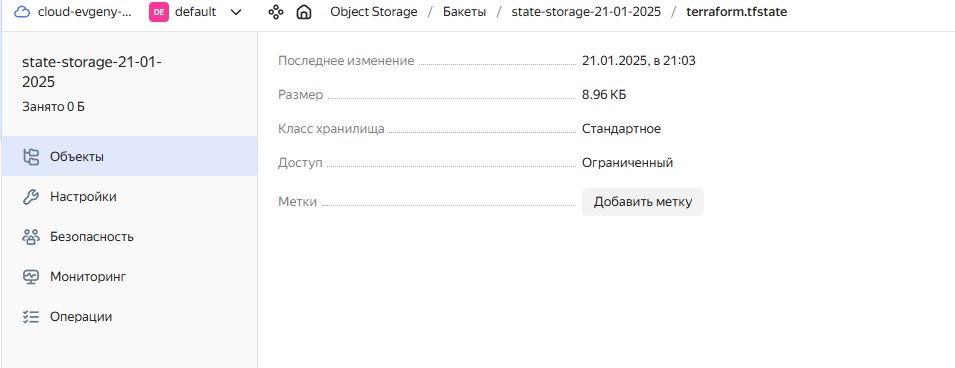 cloud-evgeny-... DE default Object Storage / Бакеты / state-storage-21-01-2025 / terraform.tfstate
state-storage-21-01-
2025
Занято 0 Б
Объекты
Настройки
Безопасность
Мониторинг
Операции
Последнее изменение 21.01.2025, в 21:03
Размер 8.96 КБ
Класс хранилища Стандартное
Доступ Ограниченный
Метки Добавить метку